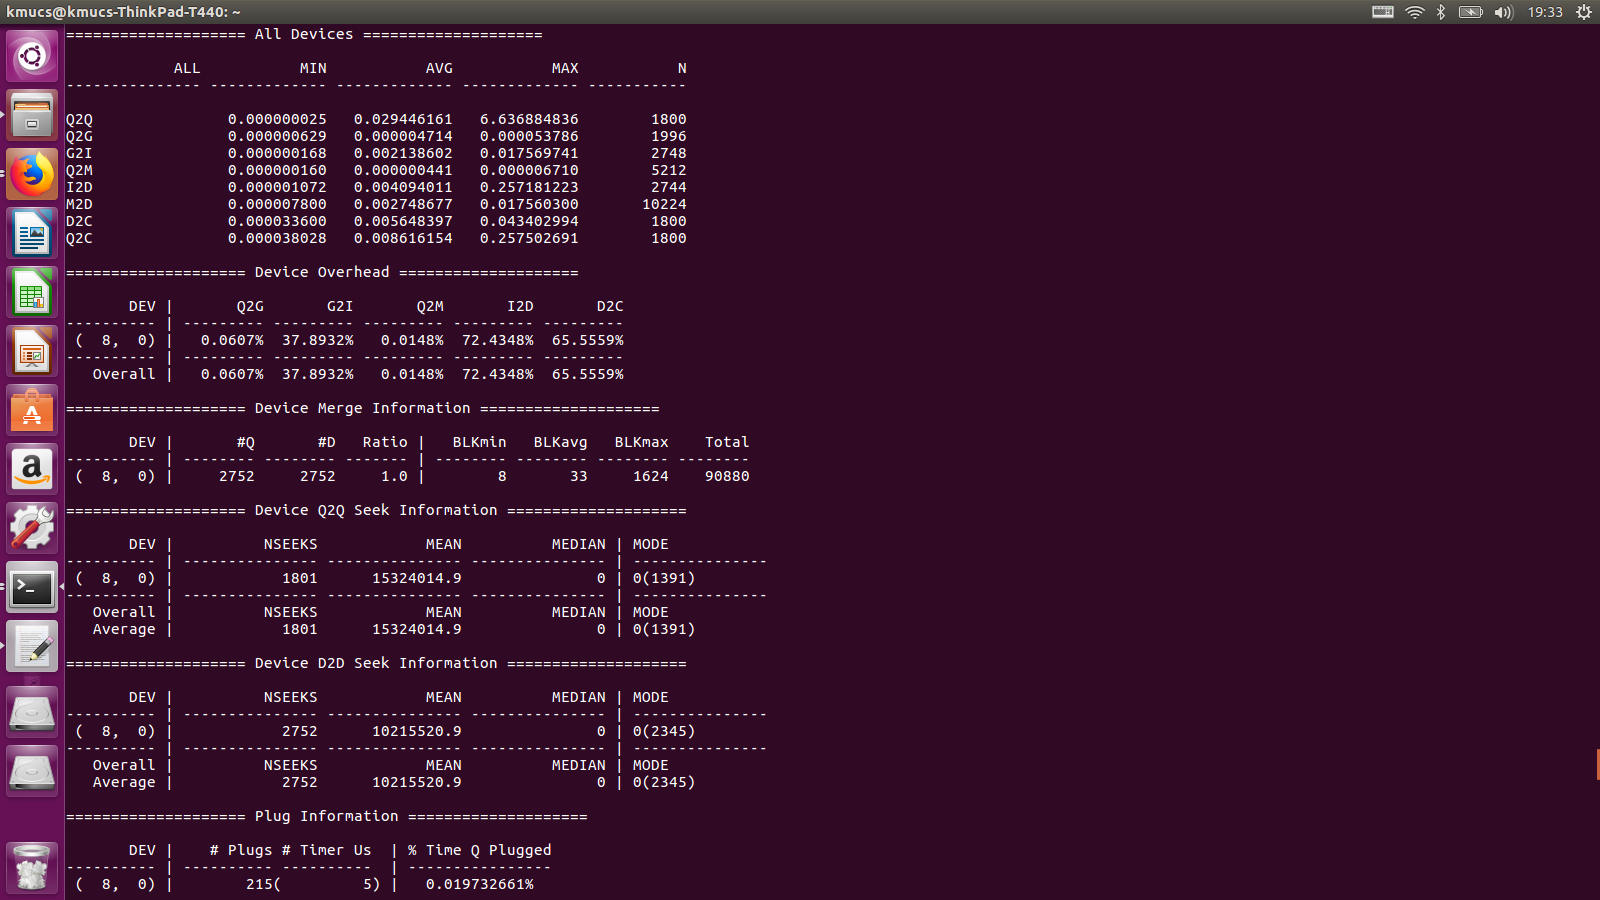 kmucs@kmucs-ThinkPad-T440: ~ 19:33
==================== All Devices ====================
ALL MIN AVG MAX N
--------------- ------------- ------------- ------------- -----------
Q2Q 0.000000025 0.029446161 6.636884836 1800
Q2G 0.000000629 0.000004714 0.000053786 1996
G2I 0.000000168 0.002138602 0.017569741 2748
Q2M 0.000000160 0.000000441 0.000006710 5212
I2D 0.000001072 0.004094011 0.257181223 2744
M2D 0.000007800 0.002748677 0.017560300 10224
D2C 0.000033600 0.005648397 0.043402994 1800
Q2C 0.000038028 0.008616154 0.257502691 1800
==================== Device Overhead ====================
DEV | Q2G G2I Q2M I2D D2C
---------- | --------- --------- --------- --------- ---------
( 8, 0) | 0.0607% 37.8932% 0.0148% 72.4348% 65.5559%
---------- | --------- --------- --------- --------- ---------
Overall | 0.0607% 37.8932% 0.0148% 72.4348% 65.5559%
==================== Device Merge Information ====================
DEV | #Q #D Ratio | BLKmin BLKavg BLKmax Total
---------- | -------- -------- ------- | -------- -------- -------- --------
( 8, 0) | 2752 2752 1.0 | 8 33 1624 90880
==================== Device Q2Q Seek Information ====================
DEV | NSEEKS MEAN MEDIAN | MODE
---------- | --------------- --------------- --------------- | ---------------
( 8, 0) | 1801 15324014.9 0 | 0(1391)
---------- | --------------- --------------- --------------- | ---------------
Overall | NSEEKS MEAN MEDIAN | MODE
Average | 1801 15324014.9 0 | 0(1391)
==================== Device D2D Seek Information ====================
DEV | NSEEKS MEAN MEDIAN | MODE
---------- | --------------- --------------- --------------- | ---------------
( 8, 0) | 2752 10215520.9 0 | 0(2345)
---------- | --------------- --------------- --------------- | ---------------
Overall | NSEEKS MEAN MEDIAN | MODE
Average | 2752 10215520.9 0 | 0(2345)
==================== Plug Information ====================
DEV | # Plugs # Timer Us | % Time Q Plugged
---------- | ---------- ---------- | ----------------
( 8, 0) | 215( 5) | 0.019732661%